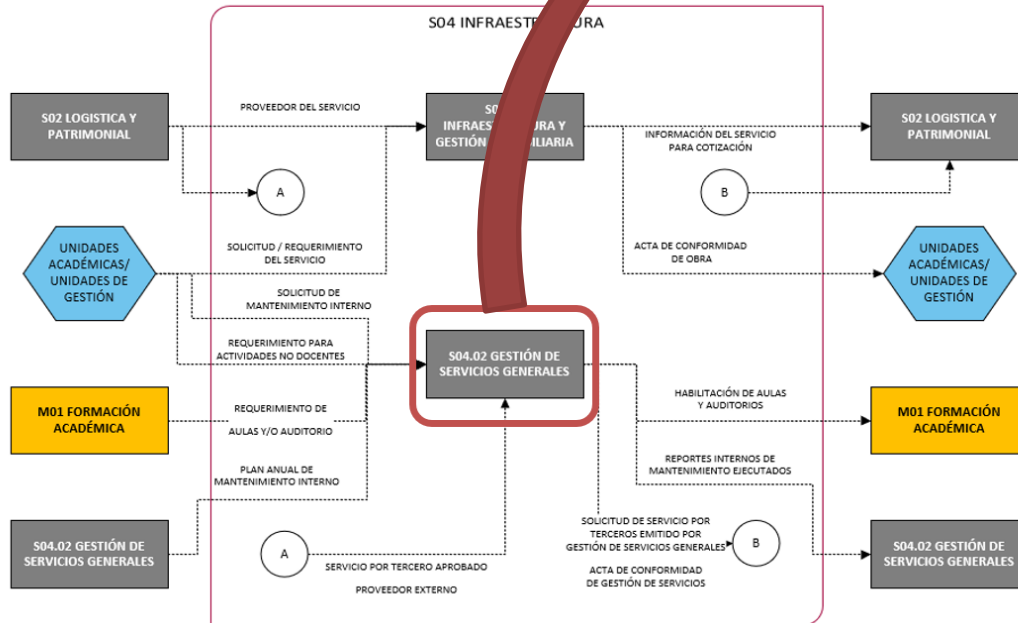 S04 INFRAEST URA
S02 LOGISTICA Y
PATRIMONIAL
PROVEEDOR DEL SERVICIO
S0
INFRAEST URA Y
GESTIÓN ILIARIA
INFORMACIÓN DEL SERVICIO
PARA COTIZACIÓN
S02 LOGISTICA Y
PATRIMONIAL
A
B
UNIDADES
ACADÉMICAS/
UNIDADES DE
GESTIÓN
SOLICITUD / REQUERIMIENTO
DEL SERVICIO
ACTA DE CONFORMIDAD
DE OBRA
UNIDADES
ACADÉMICAS/
UNIDADES DE
GESTIÓN
SOLICITUD DE
MANTENIMIENTO INTERNO
REQUERIMIENTO PARA
ACTIVIDADES NO DOCENTES
S04.02 GESTIÓN DE
SERVICIOS GENERALES
M01 FORMACIÓN
ACADÉMICA
REQUERIMIENTO DE
AULAS Y/O AUDITORIO
HABILITACIÓN DE AULAS
Y AUDITORIOS
M01 FORMACIÓN
ACADÉMICA
PLAN ANUAL DE
MANTENIMIENTO INTERNO
REPORTES INTERNOS DE
MANTENIMIENTO EJECUTADOS
S04.02 GESTIÓN DE
SERVICIOS GENERALES
A
SERVICIO POR TERCERO APROBADO
PROVEEDOR EXTERNO
SOLICITUD DE SERVICIO POR
TERCEROS EMITIDO POR
GESTIÓN DE SERVICIOS GENERALES
ACTA DE CONFORMIDAD
DE GESTIÓN DE SERVICIOS
B
S04.02 GESTIÓN DE
SERVICIOS GENERALES